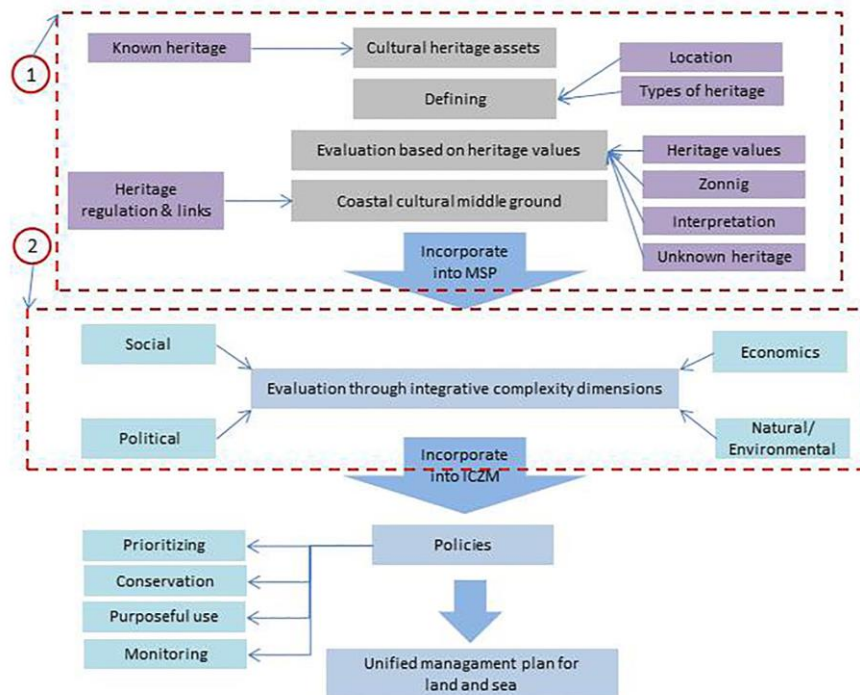 1
Known heritage
Cultural heritage assets
Location
Defining
Types of heritage
Evaluation based on heritage values
Heritage values
Heritage
regulation & links
Coastal cultural middle ground
Zonnig
Interpretation
Unknown heritage
2
Incorporate
into MSP
Social
Economics
Evaluation through integrative complexity dimensions
Political
Natural/
Environmental
Incorporate
into ICZM
Prioritizing
Policies
Conservation
Purposeful use
Monitoring
Unified managament plan for
land and sea